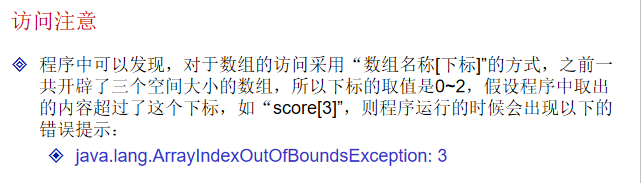 访问注意
程序中可以发现，对于数组的访问采用“数组名称[下标]”的方式，之前一
共开辟了三个空间大小的数组，所以下标的取值是0~2，假设程序中取出
的内容超过了这个下标，如“score[3]”，则程序运行的时候会出现以下的
错误提示：
java.lang.ArrayIndexOutOfBoundsException: 3